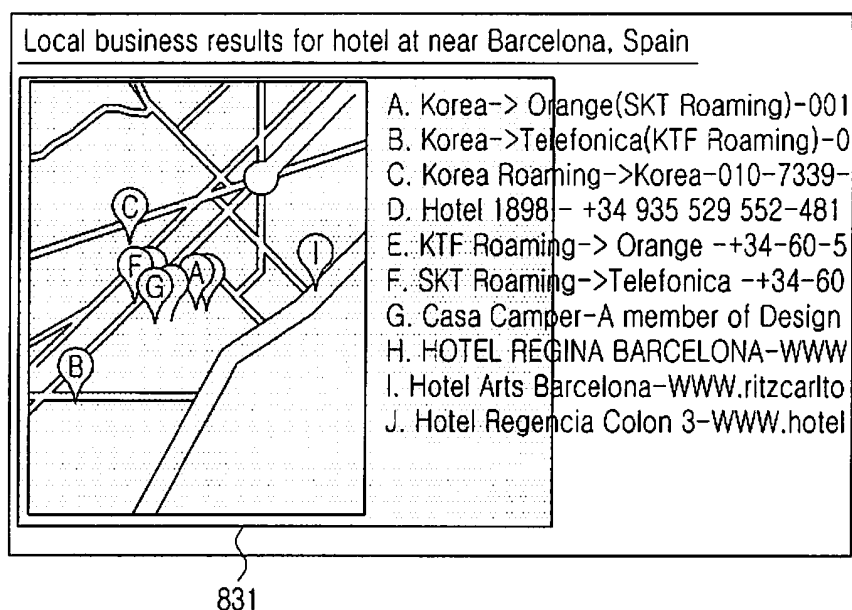 Local business results for hotel at near Barcelona, Spain
A. Korea-> Orange(SKT Roaming)-001
B. Korea->Telefonica(KTF Roaming)-0
C. Korea Roaming->Korea-010-7339-
D. Hotel 1898 - +34 935 529 552-481
E. KTF Roaming-> Orange -+34-60-5
F. SKT Roaming->Telefonica -+34-60
G. Casa Camper-A member of Design
H. HOTEL REGINA BARCELONA-WWW
I. Hotel Arts Barcelona-WWW.ritzcarlto
J. Hotel Regencia Colon 3-WWW.hotel
C
I
F
A
G
B
831